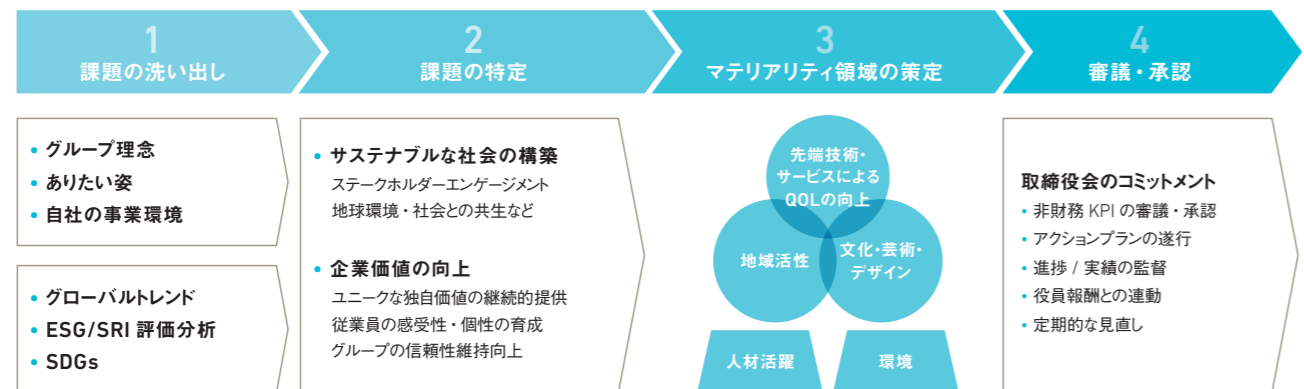 1
課題の洗い出し
2
課題の特定
3
マテリアリティ領域の策定
4
審議・承認
• グループ理念
• ありたい姿
• 自社の事業環境
• グローバルトレンド
• ESG/SRI 評価分析
• SDGs
• サステナブルな社会の構築
ステークホルダーエンゲージメント
地球環境・社会との共生など
• 企業価値の向上
ユニークな独自価値の継続的提供
従業員の感受性・個性の育成
グループの信頼性維持向上
先端技術・
サービスによる
QOLの向上
地域活性
文化・芸術・
デザイン
人材活躍
環境
取締役会のコミットメント
• 非財務 KPI の審議・承認
• アクションプランの遂行
• 進捗 / 実績の監督
• 役員報酬との連動
• 定期的な見直し